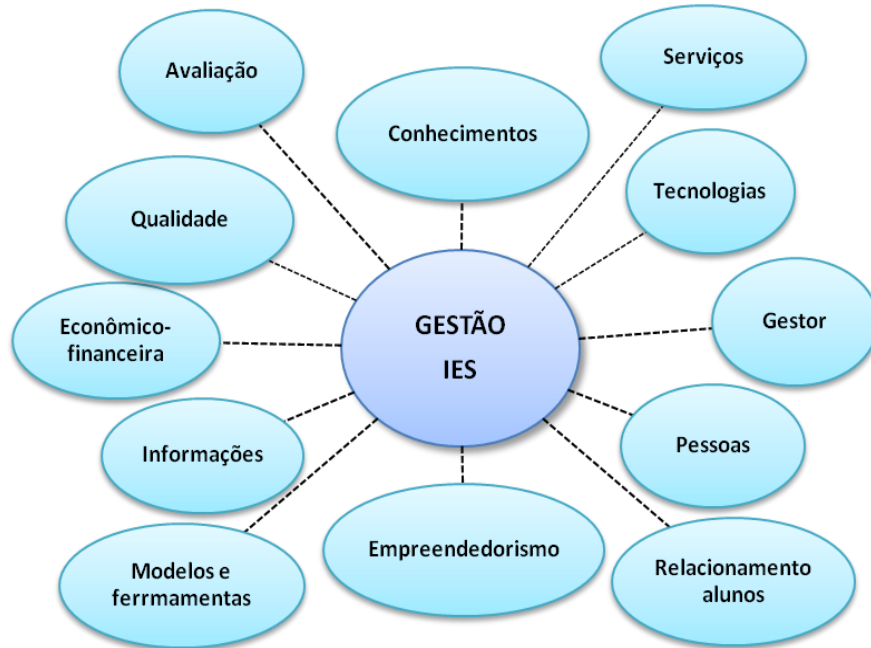 Avaliação
Serviços
Conhecimentos
Tecnologias
Qualidade
GESTÃO
IES
Econômico-
financeira
Gestor
Informações
Pessoas
Empreendedorismo
Modelos e
ferrmamentas
Relacionamento
alunos